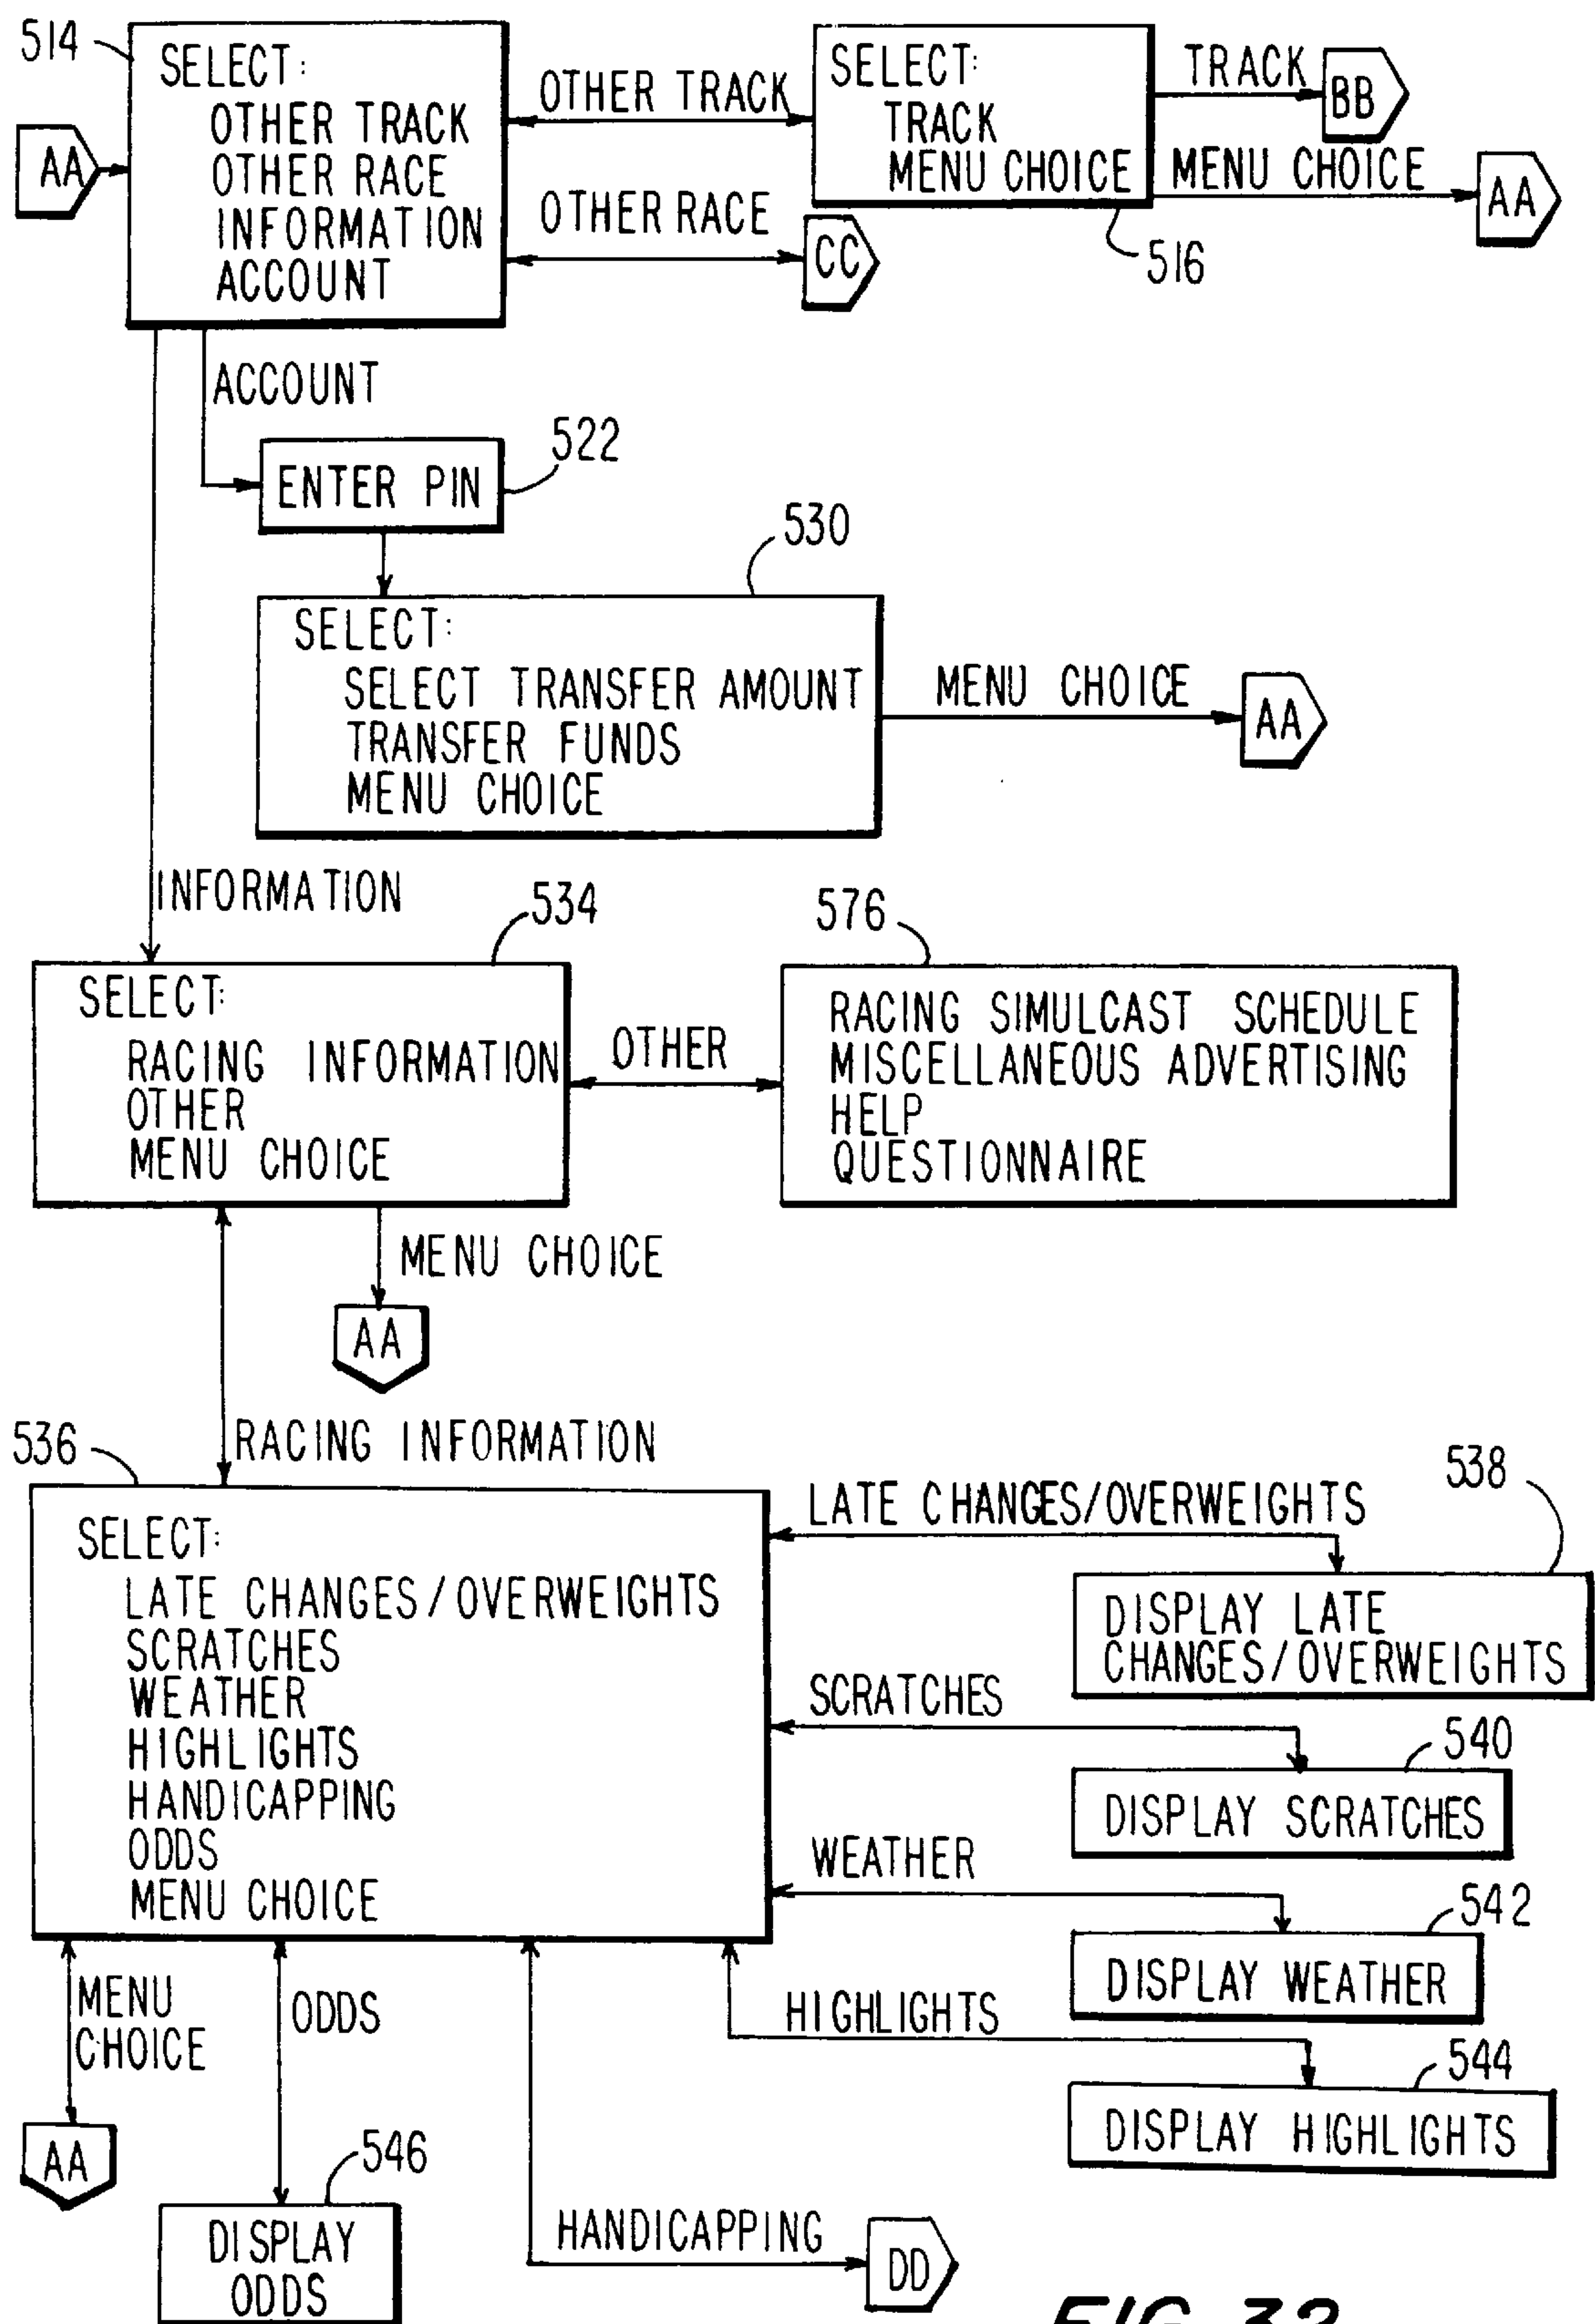 514
SELECT:
OTHER TRACK
OTHER RACE
INFORMATION
ACCOUNT
AA
OTHER TRACK
OTHER RACE
CC
SELECT:
TRACK
MENU CHOICE
516
TRACK
BB
MENU CHOICE
AA
ACCOUNT
ENTER PIN
522
530
SELECT:
SELECT TRANSFER AMOUNT
TRANSFER FUNDS
MENU CHOICE
MENU CHOICE
AA
INFORMATION
534
SELECT:
RACING INFORMATION
OTHER
MENU CHOICE
OTHER
576
RACING SIMULCAST SCHEDULE
MISCELLANEOUS ADVERTISING
HELP
QUESTIONNAIRE
MENU CHOICE
AA
RACING INFORMATION
536
SELECT:
LATE CHANGES/OVERWEIGHTS
SCRATCHES
WEATHER
HIGHLIGHTS
HANDICAPPING
ODDS
MENU CHOICE
LATE CHANGES/OVERWEIGHTS
538
DISPLAY LATE
CHANGES/OVERWEIGHTS
SCRATCHES
540
DISPLAY SCRATCHES
WEATHER
542
DISPLAY WEATHER
HIGHLIGHTS
544
DISPLAY HIGHLIGHTS
MENU
CHOICE
AA
ODDS
546
DISPLAY
ODDS
HANDICAPPING
DD
FIG. 32